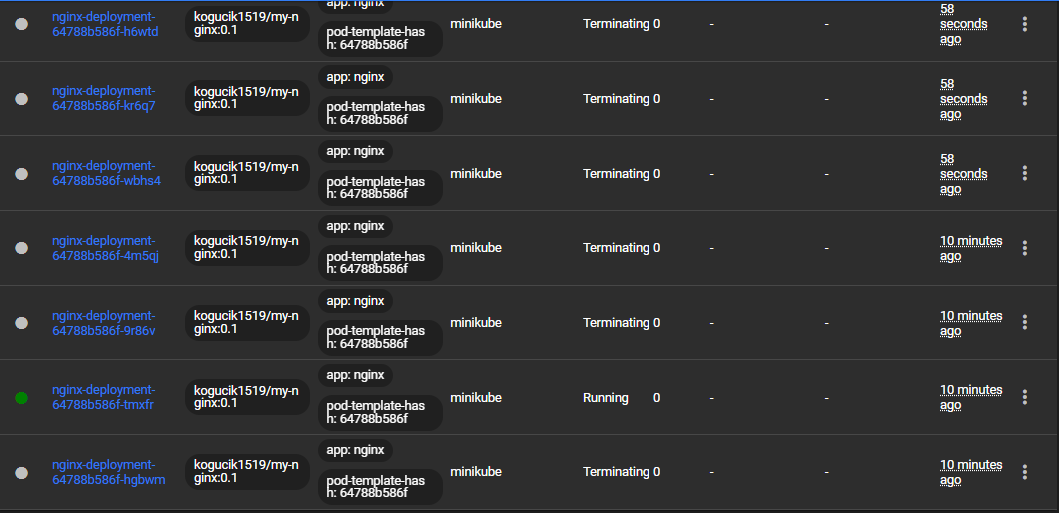 app: nginx
nginx-deployment-
64788b586f-h6wtd
kogucik1519/my-n
ginx:0.1
pod-template-has
h: 64788b586f
minikube
Terminating 0
-
-
58
seconds
ago
nginx-deployment-
64788b586f-kr6q7
kogucik1519/my-n
ginx:0.1
app: nginx
pod-template-has
h: 64788b586f
minikube
Terminating 0
-
-
58
seconds
ago
nginx-deployment-
64788b586f-wbhs4
kogucik1519/my-n
ginx:0.1
app: nginx
pod-template-has
h: 64788b586f
minikube
Terminating 0
-
-
58
seconds
ago
nginx-deployment-
64788b586f-4m5qj
kogucik1519/my-n
ginx:0.1
app: nginx
pod-template-has
h: 64788b586f
minikube
Terminating 0
-
-
10 minutes
ago
nginx-deployment-
64788b586f-9r86v
kogucik1519/my-n
ginx:0.1
app: nginx
pod-template-has
h: 64788b586f
minikube
Terminating 0
-
-
10 minutes
ago
nginx-deployment-
64788b586f-tmxfr
kogucik1519/my-n
ginx:0.1
app: nginx
pod-template-has
h: 64788b586f
minikube
Running 0
-
-
10 minutes
ago
nginx-deployment-
64788b586f-hgbwm
kogucik1519/my-n
ginx:0.1
app: nginx
pod-template-has
h: 64788b586f
minikube
Terminating 0
-
-
10 minutes
ago